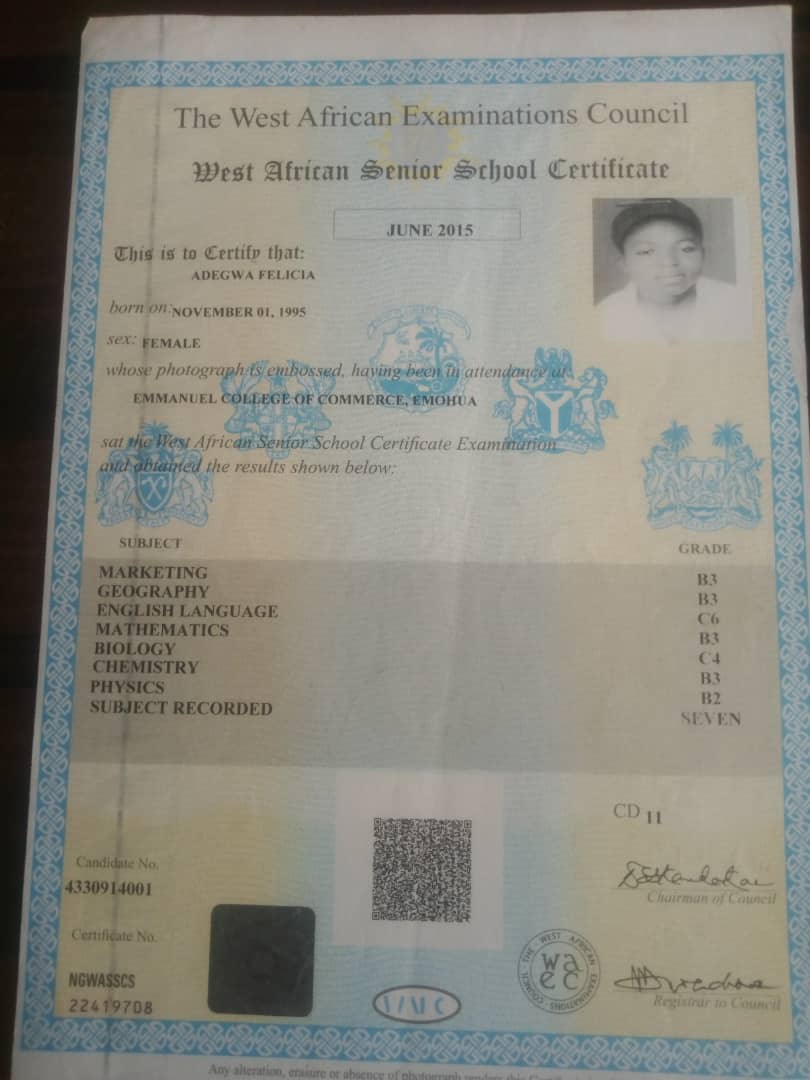 The West African Examinations Council
West African Senior School Certificate
JUNE 2015
This is to Certify that:
ADEGWA FELICIA
born on: NOVEMBER 01, 1995
sex: FEMALE
whose photograph is embossed, having been in attendance at:
EMMANUEL COLLEGE OF COMMERCE, EMOHUA
sat the West African Senior School Certificate Examination
and obtained the results shown below:
SUBJECT GRADE
MARKETING B3
GEOGRAPHY B3
ENGLISH LANGUAGE C6
MATHEMATICS B3
BIOLOGY C4
CHEMISTRY B3
PHYSICS B2
SUBJECT RECORDED SEVEN
CD 11
Candidate No.
4330914001
Chairman of Council
Certificate No.
NGWASSCS
22419708
THE WEST AFRICAN EXAMINATIONS COUNCIL
waec
Registrar to Council
Any alteration, erasure or absence of photograph renders this